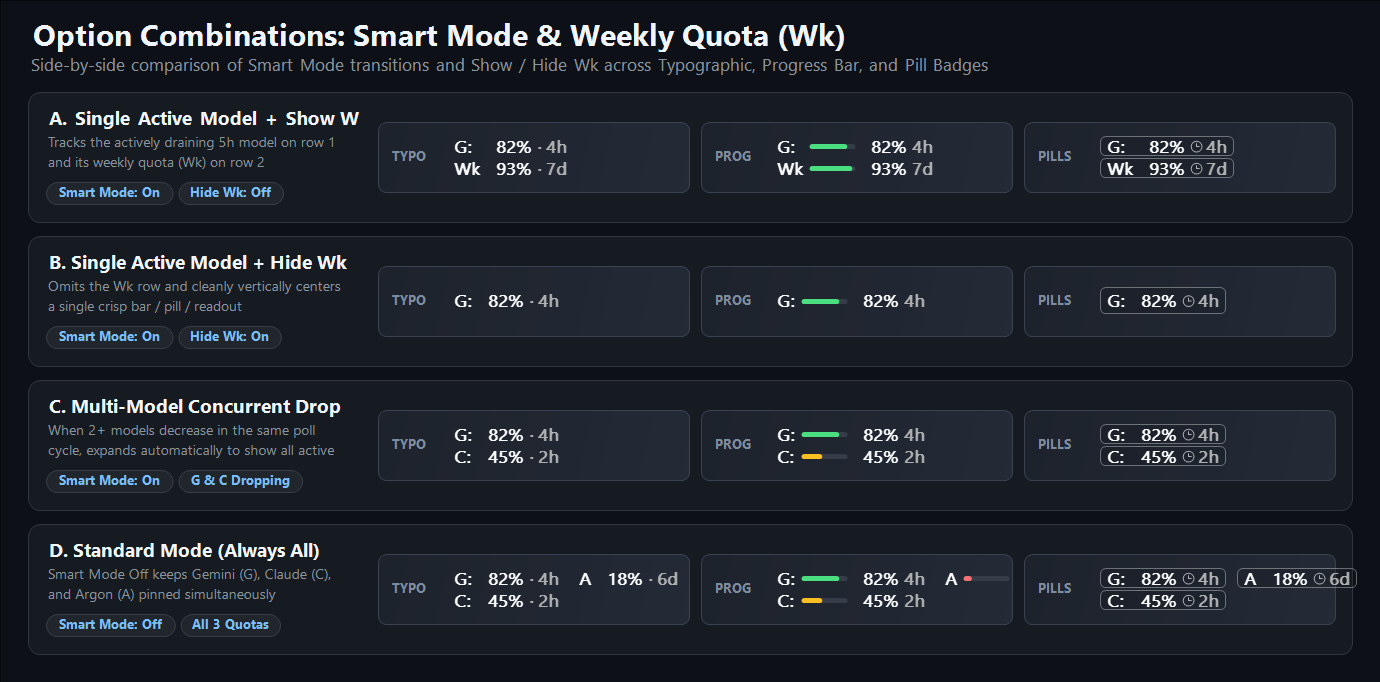 Option Combinations: Smart Mode & Weekly Quota (Wk)
Side-by-side comparison of Smart Mode transitions and Show / Hide Wk across Typographic, Progress Bar, and Pill Badges
A. Single Active Model + Show W
Tracks the actively draining 5h model on row 1
and its weekly quota (Wk) on row 2
Smart Mode: On
Hide Wk: Off
TYPO
G: 82% · 4h
Wk 93% · 7d
PROG
G: 82% 4h
Wk 93% 7d
PILLS
G: 82% 4h
Wk 93% 7d
B. Single Active Model + Hide Wk
Omits the Wk row and cleanly vertically centers
a single crisp bar / pill / readout
Smart Mode: On
Hide Wk: On
TYPO
G: 82% · 4h
PROG
G: 82% 4h
PILLS
G: 82% 4h
C. Multi-Model Concurrent Drop
When 2+ models decrease in the same poll
cycle, expands automatically to show all active
Smart Mode: On
G & C Dropping
TYPO
G: 82% · 4h
C: 45% · 2h
PROG
G: 82% 4h
C: 45% 2h
PILLS
G: 82% 4h
C: 45% 2h
D. Standard Mode (Always All)
Smart Mode Off keeps Gemini (G), Claude (C),
and Argon (A) pinned simultaneously
Smart Mode: Off
All 3 Quotas
TYPO
G: 82% · 4h A 18% · 6d
C: 45% · 2h
PROG
G: 82% 4h A
C: 45% 2h
PILLS
G: 82% 4h A 18% 6d
C: 45% 2h